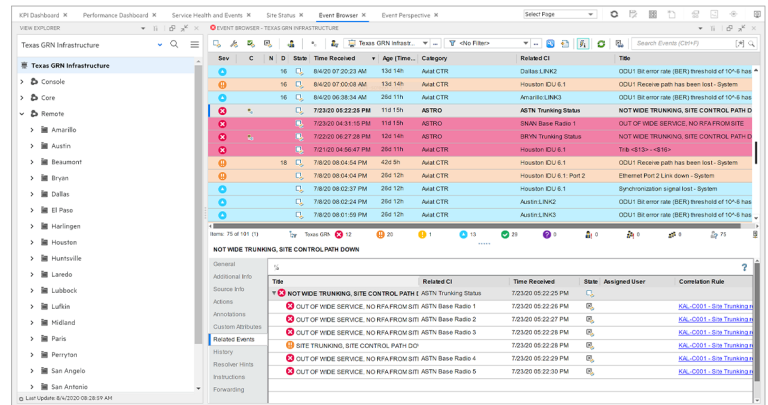 KPI Dashboard × Performance Dashboard × Service Health and Events × Site Status × Event Browser × Event Perspective × Select Page
VIEW EXPLORER
EVENT BROWSER - TEXAS GRN INFRASTRUCTURE
Texas GRN Infrastructure
Texas GRN Infrastr... <No Filter> Search Events (Ctrl+F)
Texas GRN Infrastructure
Console
Core
Remote
Amarillo
Austin
Beaumont
Bryan
Dallas
El Paso
Harlingen
Houston
Huntsville
Laredo
Lubbock
Lufkin
Midland
Paris
Perryton
San Angelo
San Antonio
Last Update: 8/4/2020 08:28:59 AM
Sev C N D State Time Received Age (Time... Category Related CI Title
16 8/4/20 07:20:23 AM 13d 14h Aviat CTR Dallas:LINK2 ODU1 Bit error rate (BER) threshold of 10^-6 has
8/4/20 07:00:08 AM 13d 14h Aviat CTR Houston IDU 6.1 ODU1 Receive path has been lost - System
16 8/4/20 06:38:34 AM 26d 11h Aviat CTR Amarillo:LINK3 ODU1 Bit error rate (BER) threshold of 10^-6 has
7/23/20 05:22:25 PM 11d 15h ASTRO ASTN Trunking Status NOT WIDE TRUNKING, SITE CONTROL PATH D
7/23/20 04:31:15 PM 11d 15h ASTRO SNAN Base Radio 1 OUT OF WIDE SERVICE, NO RFA FROM SITE
7/22/20 06:27:28 PM 12d 14h ASTRO BRYN Trunking Status NOT WIDE TRUNKING, SITE CONTROL PATH D
7/21/20 04:56:47 PM 26d 11h Aviat CTR Houston IDU 6.1 Trib <$13> - <$16>
18 7/8/20 08:04:54 PM 42d 5h Aviat CTR Houston IDU 6.1 ODU1 Receive path has been lost - System
7/8/20 08:04:04 PM 26d 12h Aviat CTR Houston IDU 6.1: Port 2 Ethernet Port 2 Link down - System
7/8/20 08:02:37 PM 26d 12h Aviat CTR Houston IDU 6.1 Synchronization signal lost - System
7/8/20 08:02:24 PM 26d 12h Aviat CTR Austin:LINK2 ODU1 Bit error rate (BER) threshold of 10^-6 has
7/8/20 08:01:59 PM 26d 12h Aviat CTR Austin:LINK3 ODU1 Bit error rate (BER) threshold of 10^-6 has
Items: 75 of 101 (1) Texas GRN 12 20 1 13 29 0 0 0 8 75
NOT WIDE TRUNKING, SITE CONTROL PATH DOWN
General
Additional Info
Source Info
Actions
Annotations
Custom Attributes
Related Events
History
Resolver Hints
Instructions
Forwarding
Title Related CI Time Received State Assigned User Correlation Rule
NOT WIDE TRUNKING, SITE CONTROL PATH ASTN Trunking Status 7/23/20 05:22:25 PM
OUT OF WIDE SERVICE, NO RFA FROM SITE ASTN Base Radio 1 7/23/20 05:22:26 PM KAL-C001 - Site Trunking
OUT OF WIDE SERVICE, NO RFA FROM SITE ASTN Base Radio 2 7/23/20 05:22:27 PM KAL-C001 - Site Trunking
OUT OF WIDE SERVICE, NO RFA FROM SITE ASTN Base Radio 3 7/23/20 05:22:28 PM KAL-C001 - Site Trunking
SITE TRUNKING, SITE CONTROL PATH DO 7/23/20 05:22:28 PM KAL-C001 - Site Trunking
OUT OF WIDE SERVICE, NO RFA FROM SITE ASTN Base Radio 4 7/23/20 05:22:29 PM KAL-C001 - Site Trunking
OUT OF WIDE SERVICE, NO RFA FROM SITE ASTN Base Radio 5 7/23/20 05:22:30 PM KAL-C001 - Site Trunking